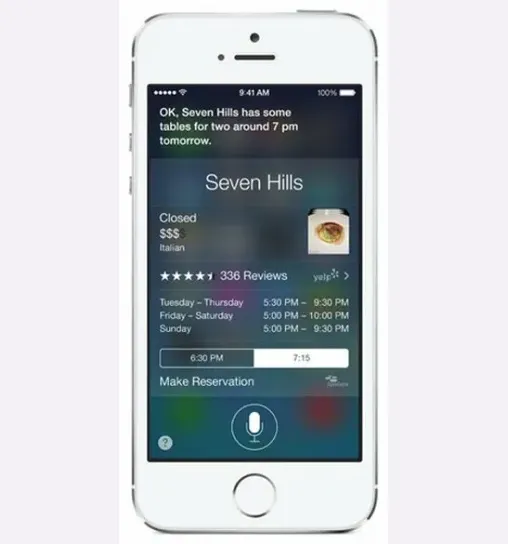 9:41 AM 100%
OK, Seven Hills has some
tables for two around 7 pm
tomorrow.
Seven Hills
Closed
$$$$
Italian
336 Reviews yelp
Tuesday – Thursday 5:30 PM – 9:30 PM
Friday – Saturday 5:00 PM – 10:00 PM
Sunday 5:00 PM – 9:30 PM
6:30 PM 7:15
Make Reservation
?